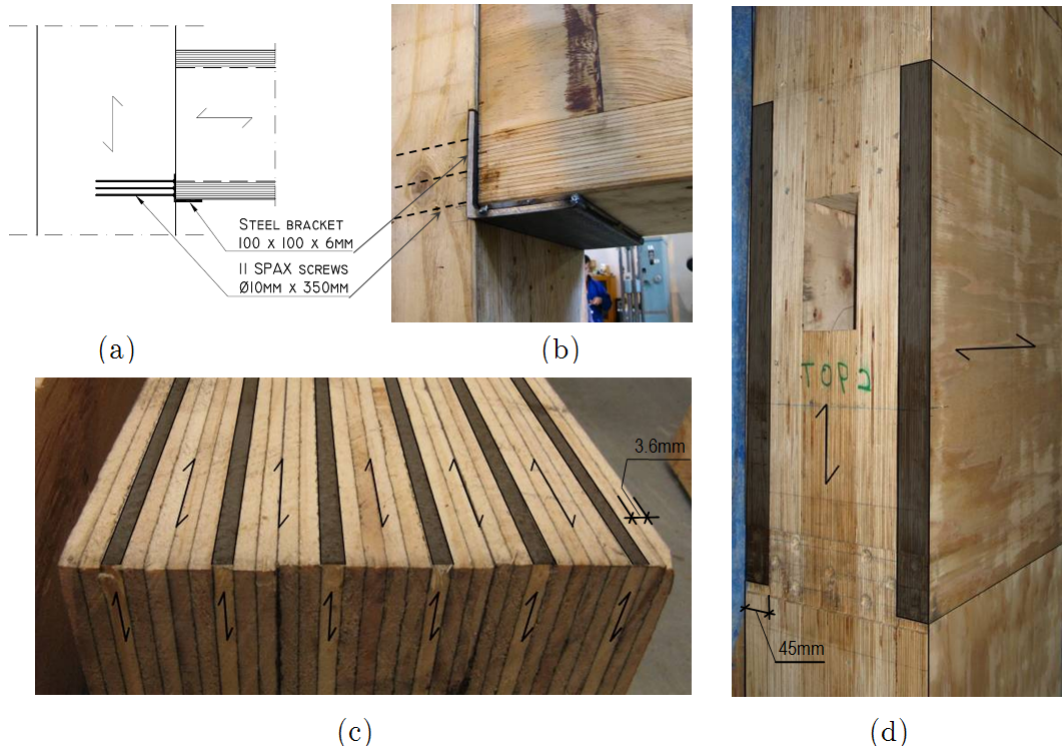 STEEL BRACKET
100 x 100 x 6MM
11 SPAX SCREWS
Ø10MM x 350MM
(a)
(b)
3.6mm
(c)
TOP 2
45mm
(d)